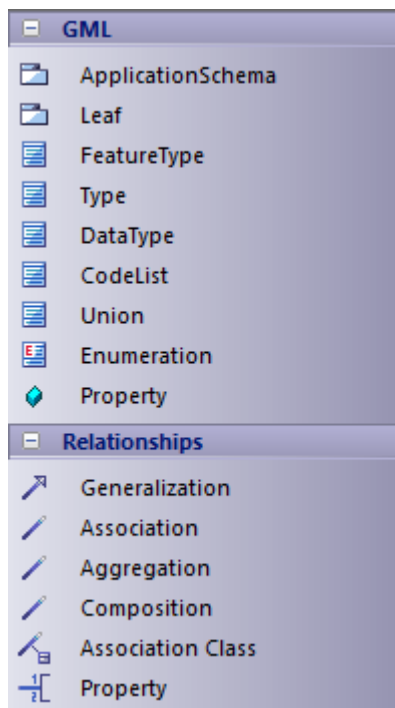 GML
ApplicationSchema
Leaf
FeatureType
Type
DataType
CodeList
Union
Enumeration
Property
Relationships
Generalization
Association
Aggregation
Composition
Association Class
Property